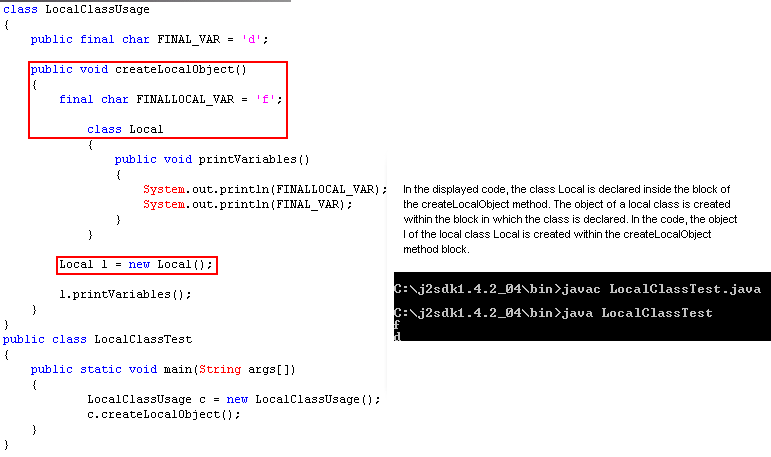 class LocalClassUsage
{
public final char FINAL_VAR = 'd';
public void createLocalObject()
{
final char FINALLOCAL_VAR = 'f';
class Local
{
public void printVariables()
{
System.out.println(FINALLOCAL_VAR);
System.out.println(FINAL_VAR);
}
}
Local l = new Local();
l.printVariables();
}
}
public class LocalClassTest
{
public static void main(String args[])
{
LocalClassUsage c = new LocalClassUsage();
c.createLocalObject();
}
}
In the displayed code, the class Local is declared inside the block of
the createLocalObject method. The object of a local class is created
within the block in which the class is declared. In the code, the object
l of the local class Local is created within the createLocalObject
method block.
C:\j2sdk1.4.2_04\bin>javac LocalClassTest.java
C:\j2sdk1.4.2_04\bin>java LocalClassTest
f
d